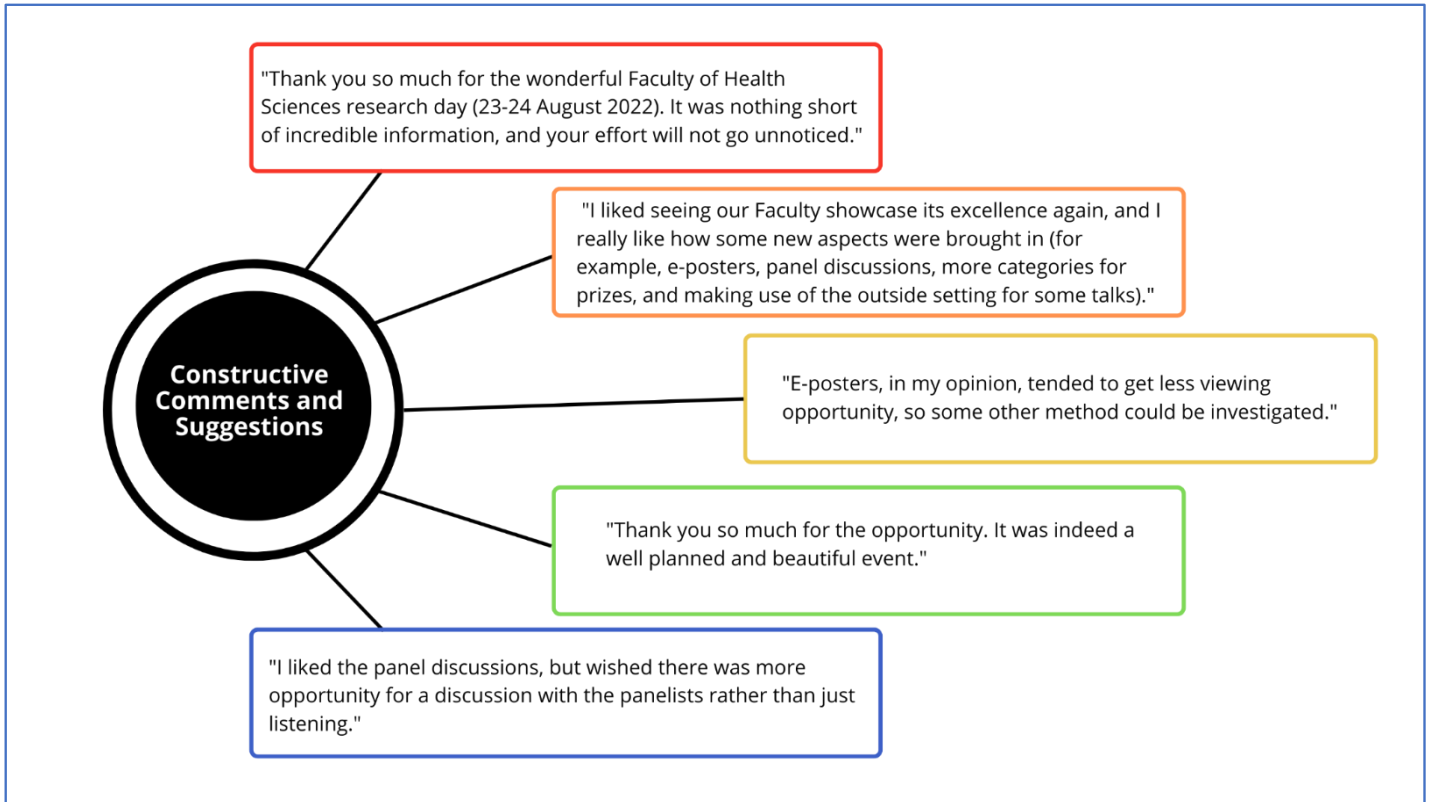 "Thank you so much for the wonderful Faculty of Health
Sciences research day (23-24 August 2022). It was nothing short
of incredible information, and your effort will not go unnoticed."
"I liked seeing our Faculty showcase its excellence again, and I
really like how some new aspects were brought in (for
example, e-posters, panel discussions, more categories for
prizes, and making use of the outside setting for some talks)."
Constructive
Comments and
Suggestions
"E-posters, in my opinion, tended to get less viewing
opportunity, so some other method could be investigated."
"Thank you so much for the opportunity. It was indeed a
well planned and beautiful event."
"I liked the panel discussions, but wished there was more
opportunity for a discussion with the panelists rather than just
listening."